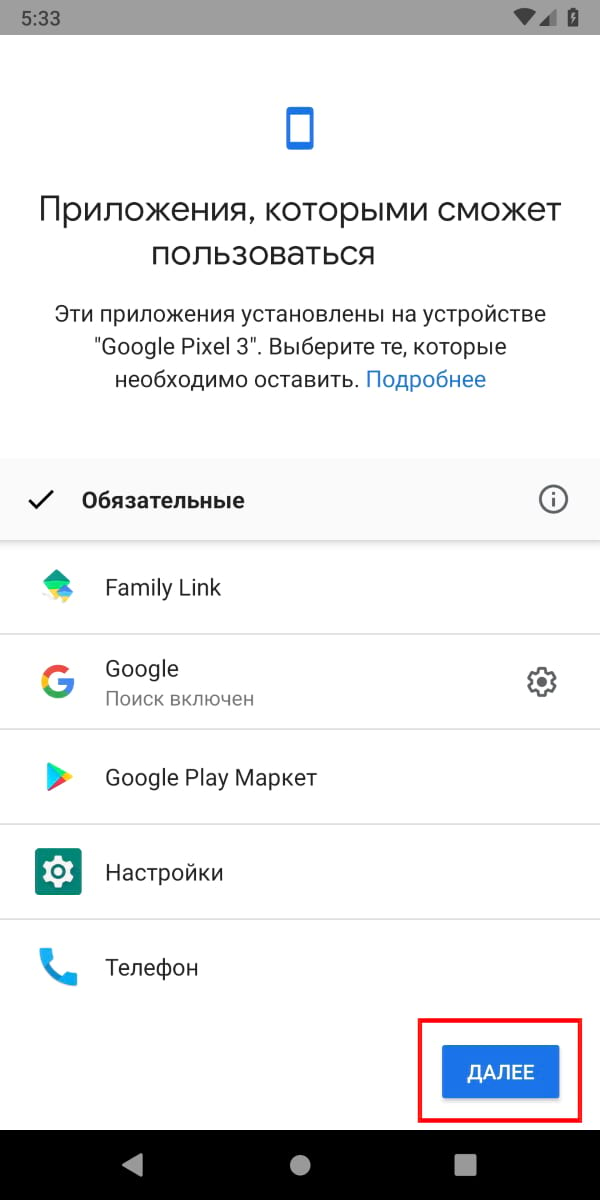 5:33
Приложения, которыми сможет
пользоваться
Эти приложения установлены на устройстве
"Google Pixel 3". Выберите те, которые
необходимо оставить. Подробнее
Обязательные
Family Link
Google
Поиск включен
Google Play Маркет
Настройки
Телефон
ДАЛЕЕ